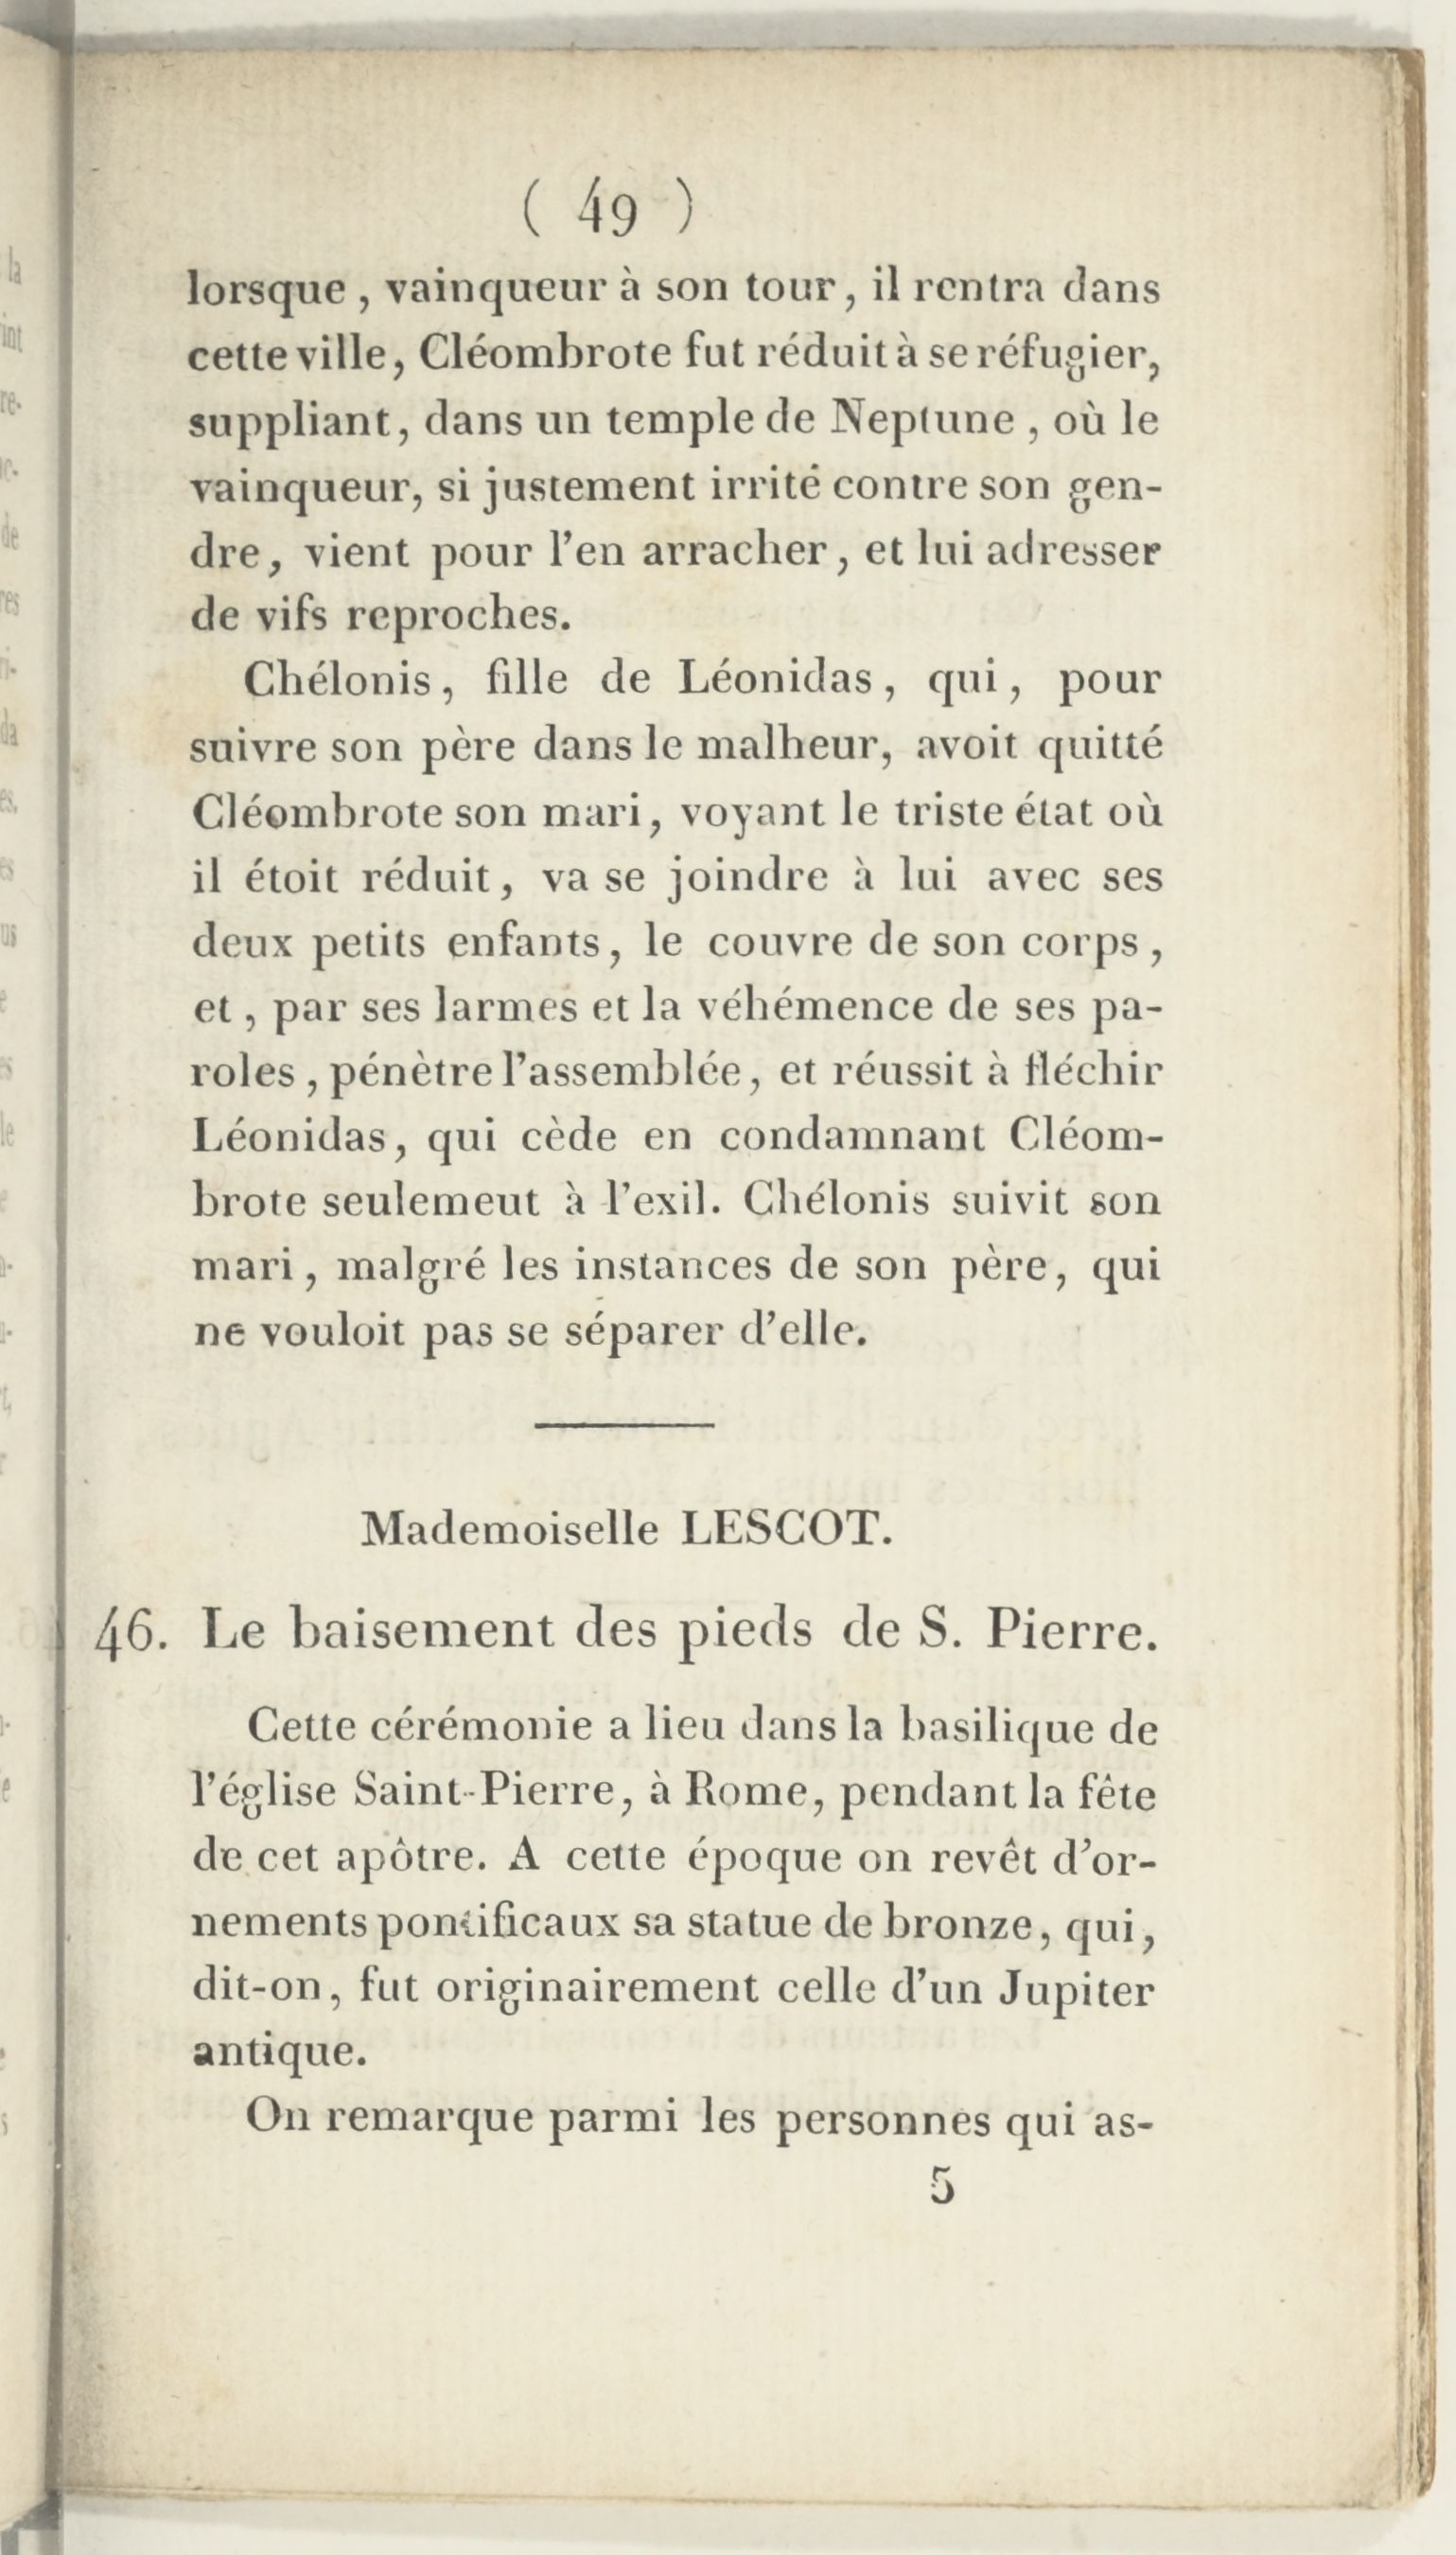 ( 49 )
lorsque, vainqueur à son tour, il rentra dans
cette ville, Cléombrote fut réduit à se réfugier,
suppliant, dans un temple de Neptune, où le
vainqueur, si justement irrité contre son gen-
dre, vient pour l'en arracher, et lui adresser
de vifs reproches.
Chélonis, fille de Léonidas, qui, pour
suivre son père dans le malheur, avoit quitté
Cléombrote son mari, voyant le triste état où
il étoit réduit, va se joindre à lui avec ses
deux petits enfants, le couvre de son corps,
et, par ses larmes et la véhémence de ses pa-
roles, pénètre l'assemblée, et réussit à fléchir
Léonidas, qui cède en condamnant Cléom-
brote seulemeut à l'exil. Chélonis suivit son
mari, malgré les instances de son père, qui
ne vouloit pas se séparer d'elle.
Mademoiselle LESCOT.
46. Le baisement des pieds de S. Pierre.
Cette cérémonie a lieu dans la basilique de
l'église Saint-Pierre, à Rome, pendant la fête
de cet apôtre. A cette époque on revêt d'or-
nements pontificaux sa statue de bronze, qui,
dit-on, fut originairement celle d'un Jupiter
antique.
On remarque parmi les personnes qui as-
5